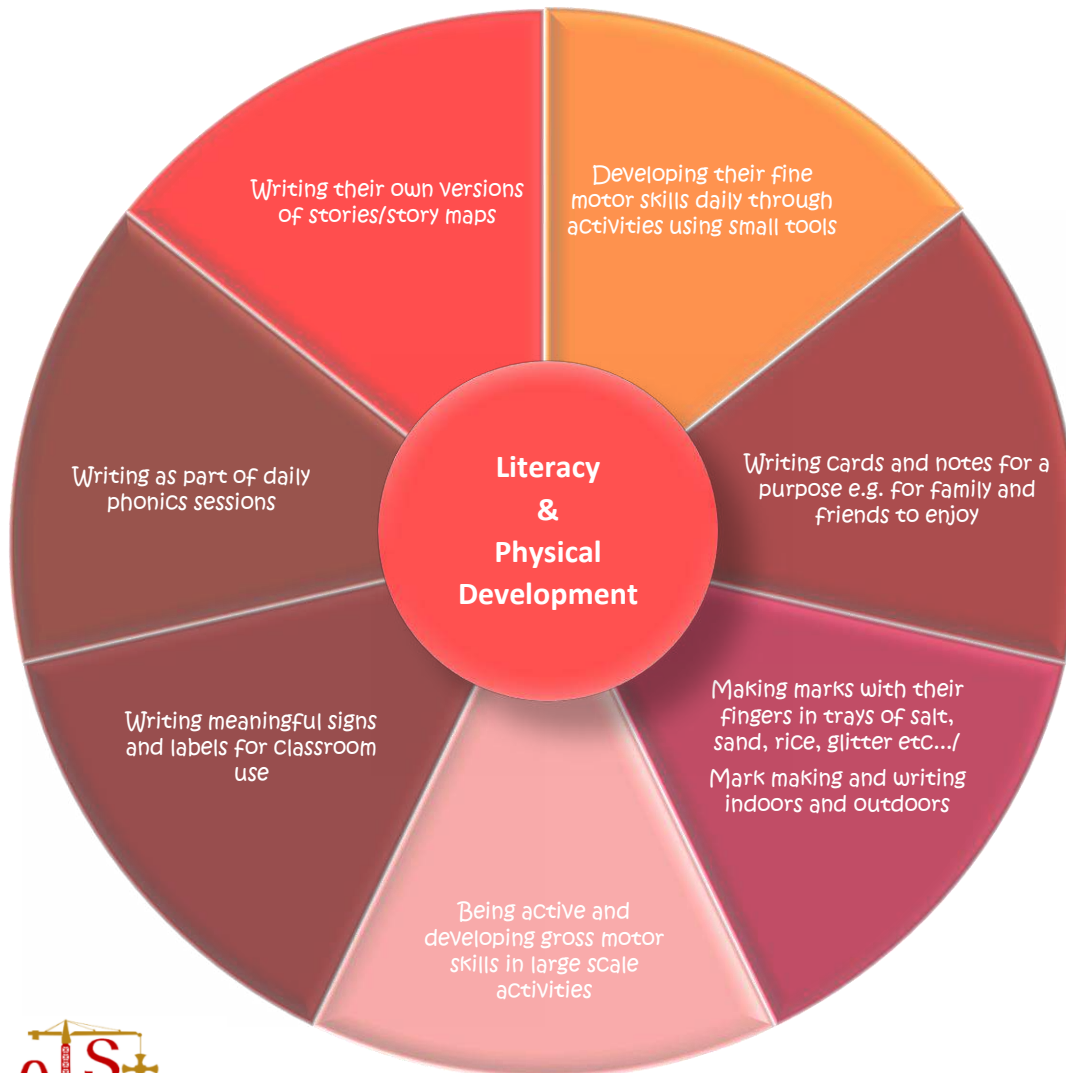 Writing their own versions
of stories/story maps
Developing their fine
motor skills daily through
activities using small tools
Writing cards and notes for a
purpose e.g. for family and
friends to enjoy
Making marks with their
fingers in trays of salt,
sand, rice, glitter etc.../
Mark making and writing
indoors and outdoors
Being active and
developing gross motor
skills in large scale
activities
Writing meaningful signs
and labels for classroom
use
Writing as part of daily
phonics sessions
Literacy
&
Physical
Development